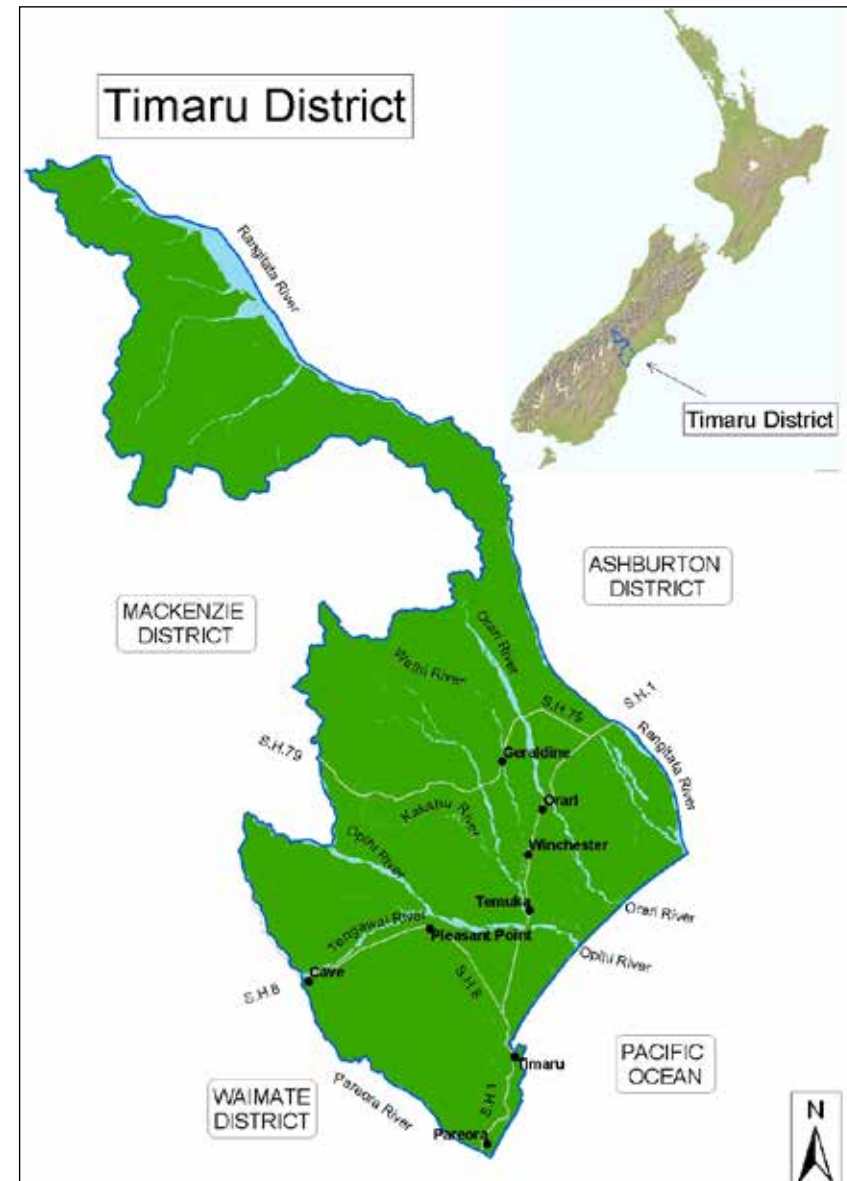 Timaru District
Rangitata River
Timaru District
ASHBURTON
DISTRICT
MACKENZIE
DISTRICT
Orari River
Waihi River
S.H.79
S.H.1
S.H.79
Geraldine
Rangitata River
Kakahu River
Orari
Opihi River
Winchester
Temuka
Orari River
Tengawai River
Pleasant Point
Opihi River
Cave
S.H.8
S.H.8
Timaru
PACIFIC
OCEAN
WAIMATE
DISTRICT
Pareora River
S.H.1
Pareora
N